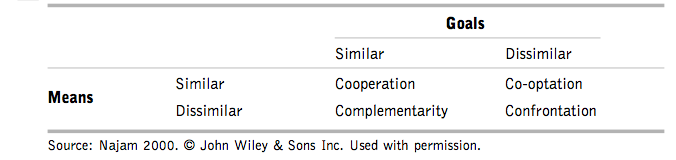 Goals
Similar Dissimilar
Similar Cooperation Co-optation
Means
Dissimilar Complementarity Confrontation
Source: Najam 2000. © John Wiley & Sons Inc. Used with permission.